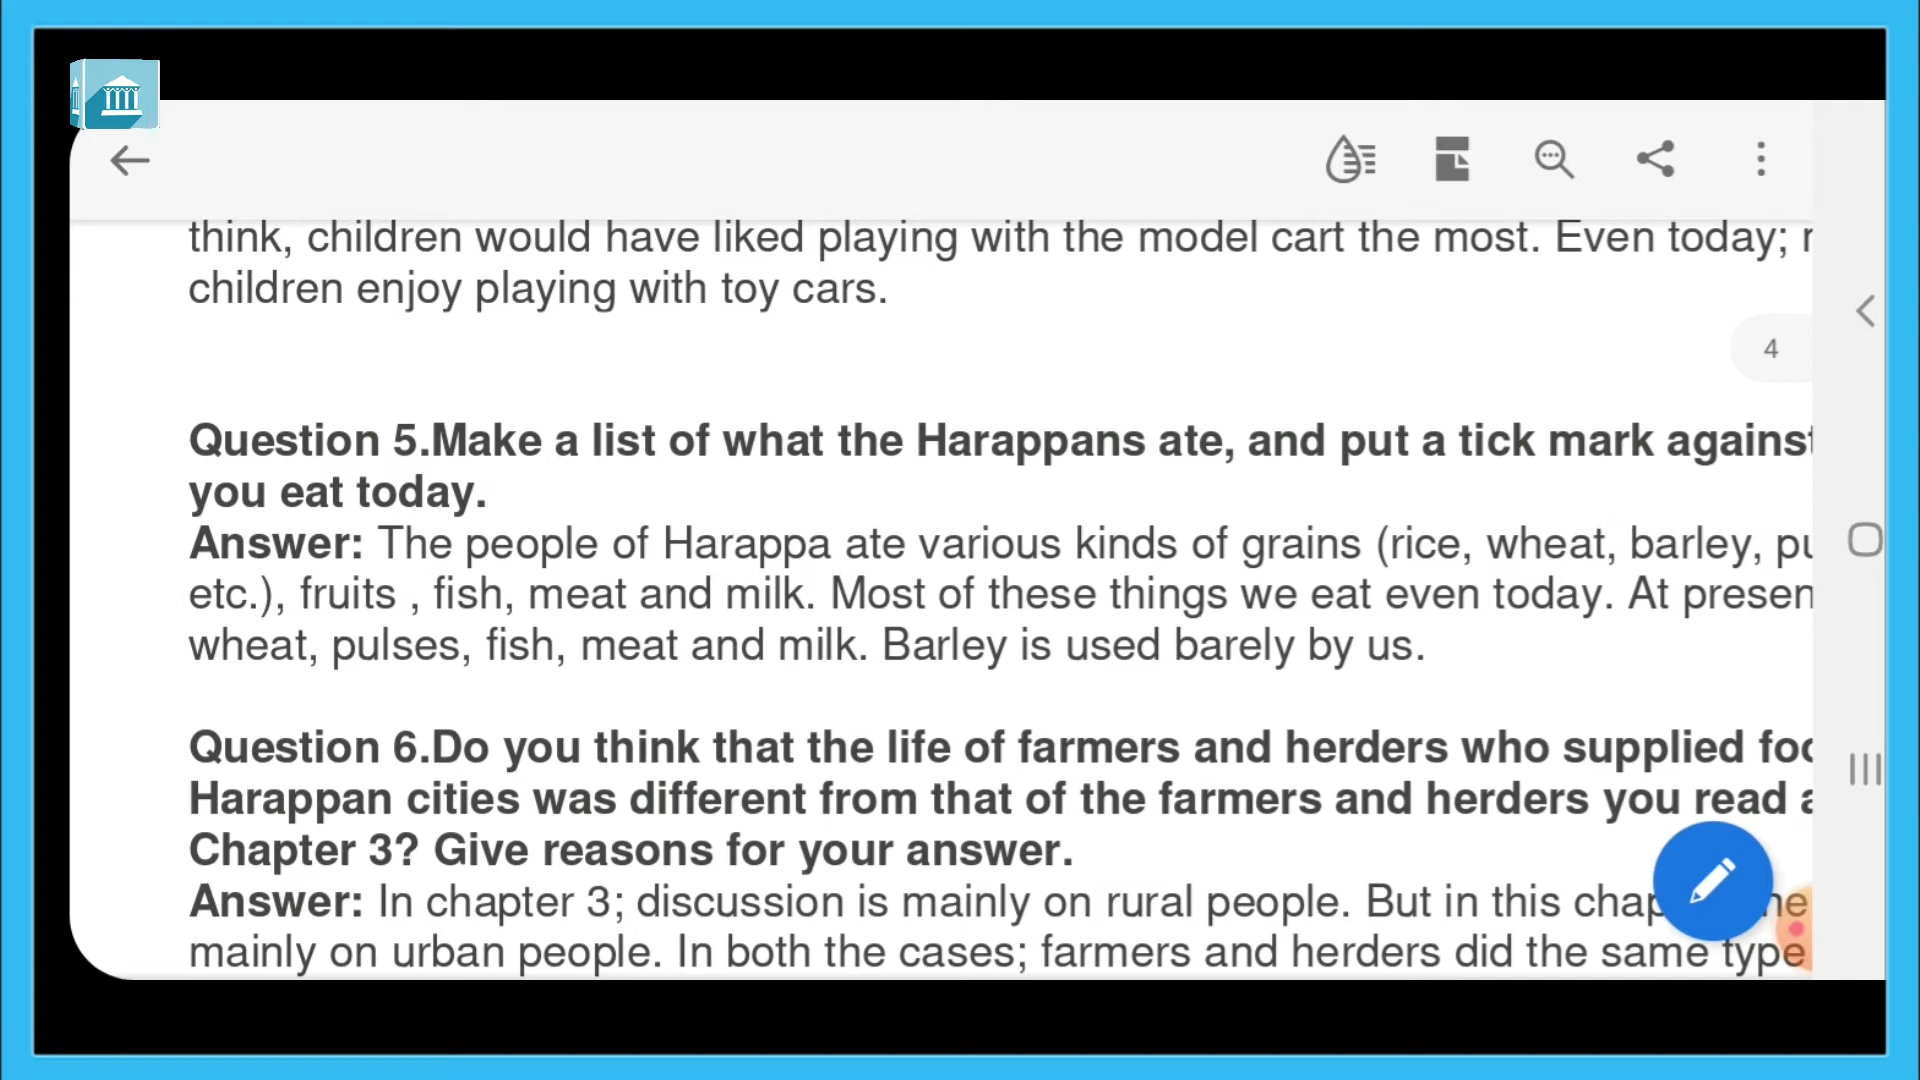 think, children would have liked playing with the model cart the most. Even today;
children enjoy playing with toy cars.
4
Question 5.Make a list of what the Harappans ate, and put a tick mark against
you eat today.
Answer: The people of Harappa ate various kinds of grains (rice, wheat, barley,
etc.), fruits , fish, meat and milk. Most of these things we eat even today. At
wheat, pulses, fish, meat and milk. Barley is used barely by us.
Question 6.Do you think that the life of farmers and herders who supplied
Harappan cities was different from that of the farmers and herders you read
Chapter 3? Give reasons for your answer.
Answer: In chapter 3; discussion is mainly on rural people. But in this
mainly on urban people. In both the cases; farmers and herders did the same type